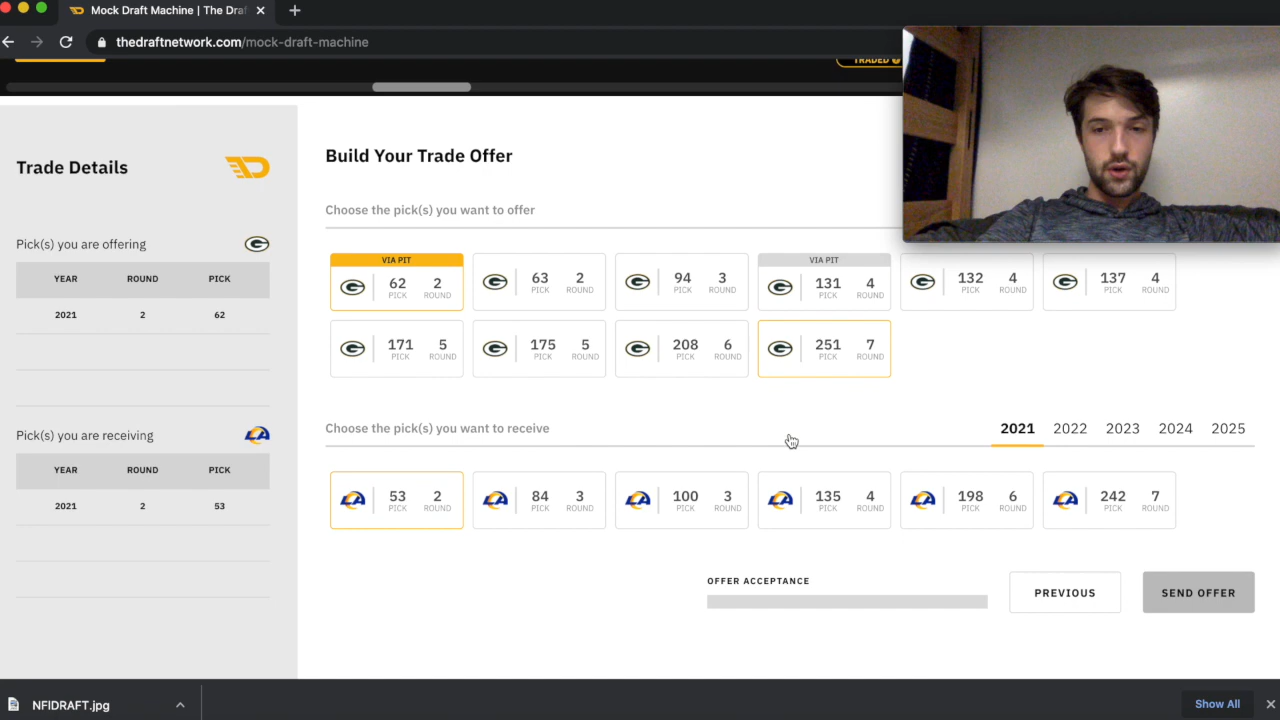 Mock Draft Machine | The Dra
thedraftnetwork.com/mock-draft-machine
TRADED
Trade Details
Build Your Trade Offer
Choose the pick(s) you want to offer
Pick(s) you are offering
YEAR ROUND PICK
2021 2 62
VIA PIT
62 2
PICK ROUND
63 2
PICK ROUND
94 3
PICK ROUND
VIA PIT
131 4
PICK ROUND
132 4
PICK ROUND
137 4
PICK ROUND
171 5
PICK ROUND
175 5
PICK ROUND
208 6
PICK ROUND
251 7
PICK ROUND
Pick(s) you are receiving
YEAR ROUND PICK
2021 2 53
Choose the pick(s) you want to receive
2021 2022 2023 2024 2025
53 2
PICK ROUND
84 3
PICK ROUND
100 3
PICK ROUND
135 4
PICK ROUND
198 6
PICK ROUND
242 7
PICK ROUND
OFFER ACCEPTANCE
PREVIOUS
SEND OFFER
NFIDRAFT.jpg
Show All